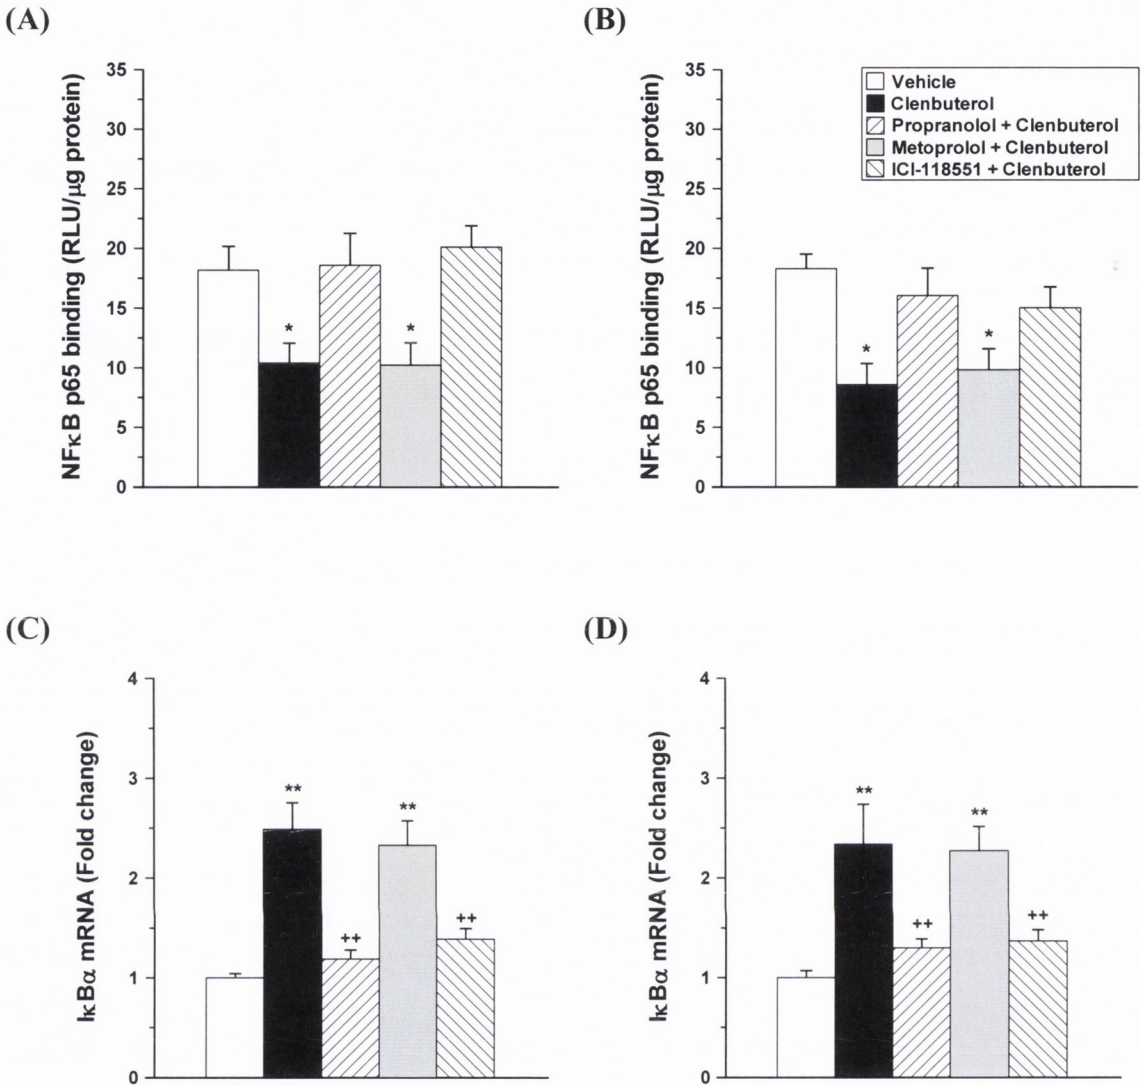 (A)
NFκB p65 binding (RLU/µg protein)
35
30
25
20
15
10
5
0
*
*
(B)
NFκB p65 binding (RLU/µg protein)
35
30
25
20
15
10
5
0
*
*
Vehicle
Clenbuterol
Propranolol + Clenbuterol
Metoprolol + Clenbuterol
ICI-118551 + Clenbuterol
(C)
IκBα mRNA (Fold change)
4
3
2
1
0
**
++
**
++
(D)
IκBα mRNA (Fold change)
4
3
2
1
0
**
++
**
++